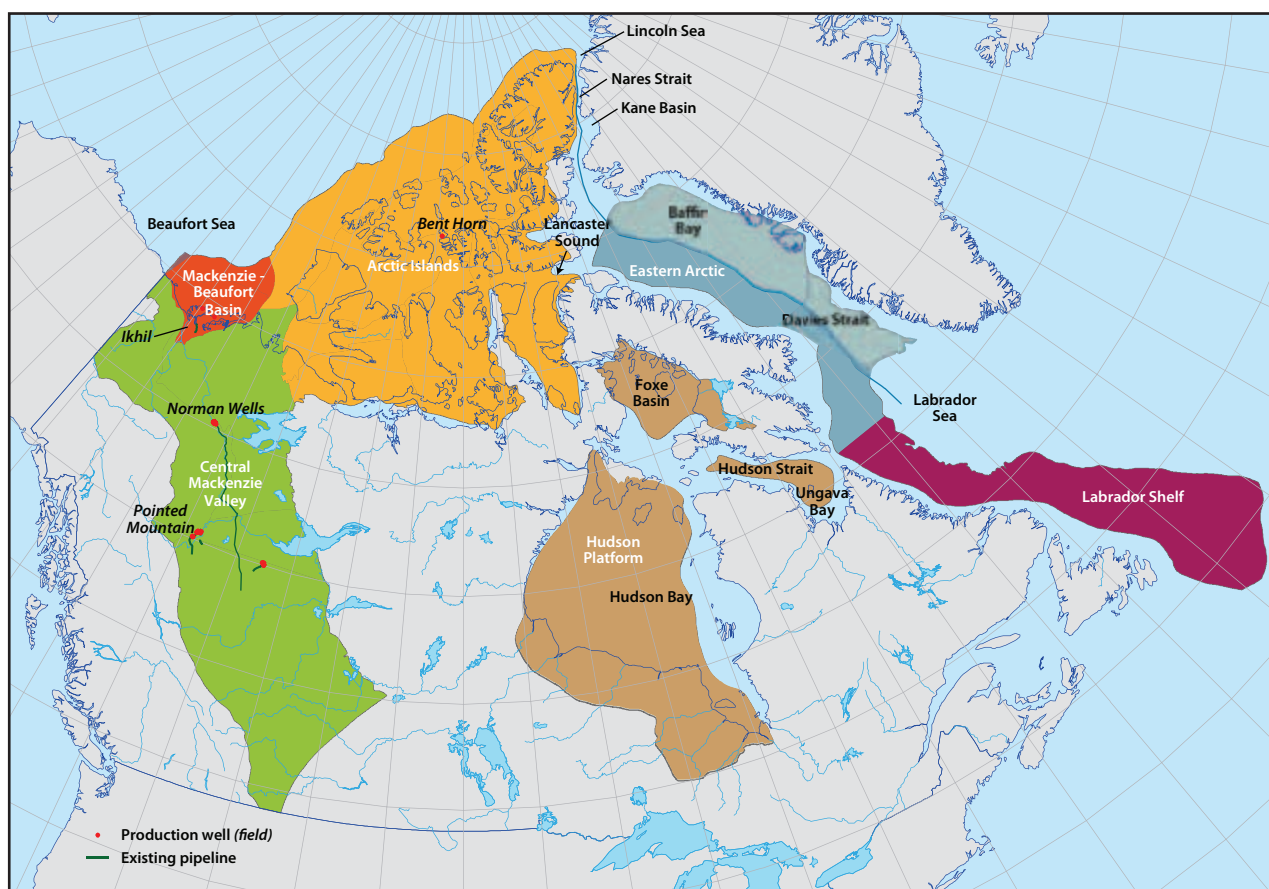 Lincoln Sea
Nares Strait
Kane Basin
Beaufort Sea
Bent Horn
Lancaster
Sound
Baffin
Bay
Arctic Islands
Eastern Arctic
Mackenzie -
Beaufort
Basin
Ikhil
Davies Strait
Foxe
Basin
Labrador
Sea
Norman Wells
Central
Mackenzie
Valley
Hudson Strait
Ungava
Bay
Labrador Shelf
Pointed
Mountain
Hudson
Platform
Hudson Bay
Production well (field)
Existing pipeline